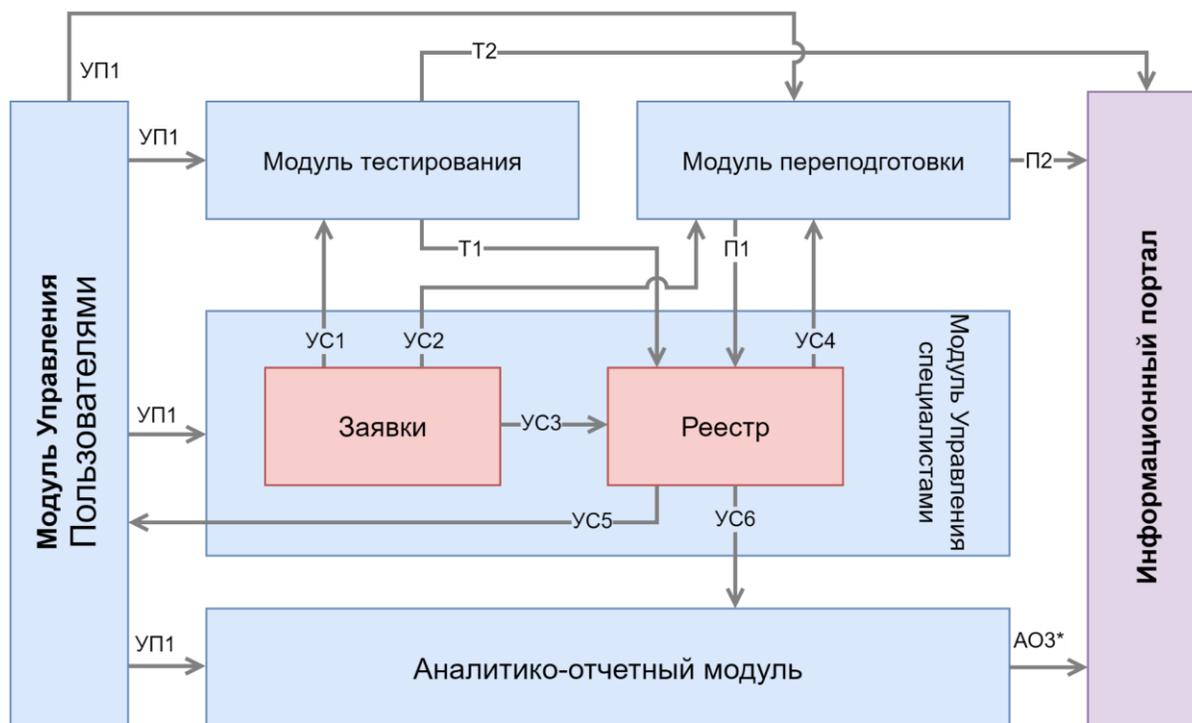 УП1
Т2
УП1
Модуль тестирования
Модуль переподготовки
П2
Т1
П1
УС1
УС2
УС4
Модуль Управления
специалистами
Модуль Управления
Пользователями
Информационный портал
УП1
Заявки
УС3
Реестр
УС5
УС6
УП1
Аналитико-отчетный модуль
АО3*